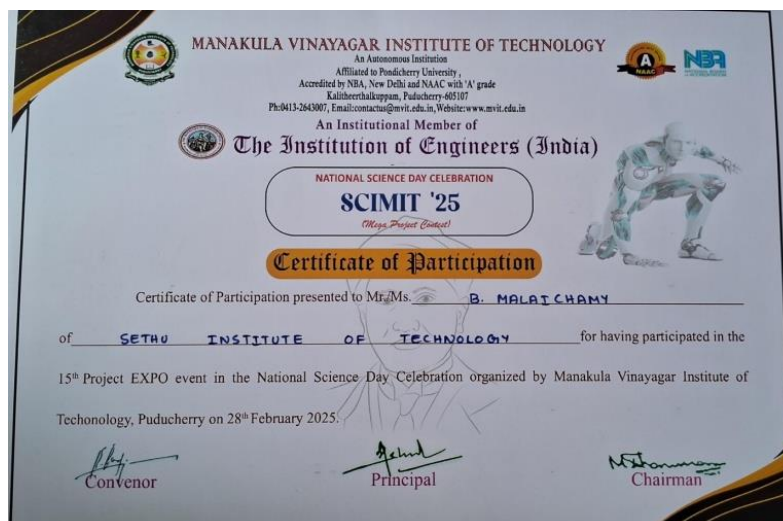 MANAKULA VINAYAGAR INSTITUTE OF TECHNOLOGY
An Autonomous Institution
Affiliated to Pondicherry University ,
Accredited by NBA, New Delhi and NAAC with 'A' grade
Kalitheerthalkuppam, Puducherry-605107
Ph:0413-2643007, Email:contactus@mvit.edu.in,Website:www.mvit.edu.in
A
NAAC
NBA
An Institutional Member of
The Institution of Engineers (India)
NATIONAL SCIENCE DAY CELEBRATION
SCIMIT '25
(Mega Project Contest)
Certificate of Participation
Certificate of Participation presented to Mr./Ms. B. MALAICHAMY
of SETHU INSTITUTE OF TECHNOLOGY for having participated in the
15th Project EXPO event in the National Science Day Celebration organized by Manakula Vinayagar Institute of
Techonology, Puducherry on 28th February 2025.
Convenor
Principal
Chairman